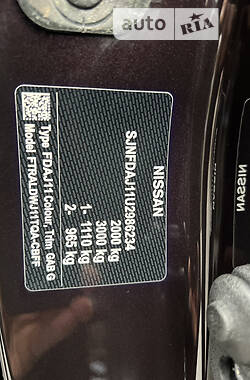 auto RIA
NISSAN
SJNFDAJ11U2986234
2000 kg
3000 kg
1- 1110 kg
2- 965 kg
Type FDAJ11 Colour, Trim GAB G
Model FTRALDWJ11TQA-CBFF
NISSAN